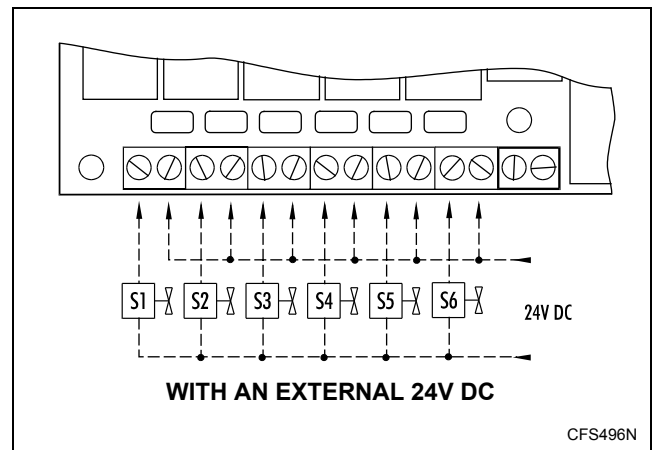 S1 S2 S3 S4 S5 S6
24V DC
WITH AN EXTERNAL 24V DC
CFS496N